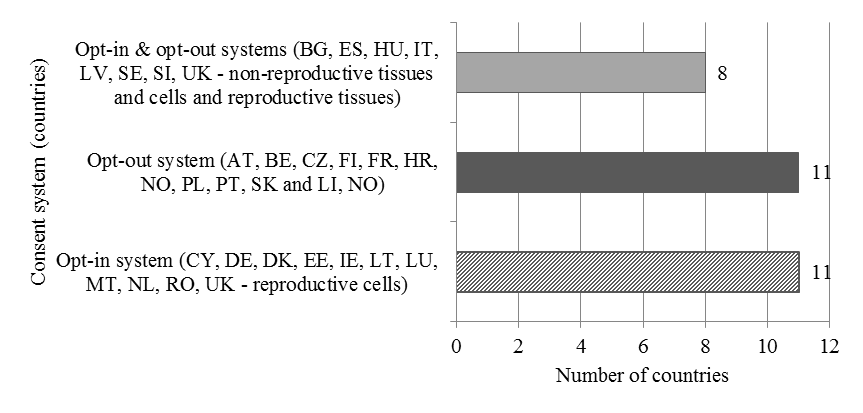 Consent system (countries)
Opt-in & opt-out systems (BG, ES, HU, IT,
LV, SE, SI, UK - non-reproductive tissues
and cells and reproductive tissues)
8
Opt-out system (AT, BE, CZ, FI, FR, HR,
NO, PL, PT, SK and LI, NO)
11
Opt-in system (CY, DE, DK, EE, IE, LT, LU,
MT, NL, RO, UK - reproductive cells)
11
0 2 4 6 8 10 12
Number of countries